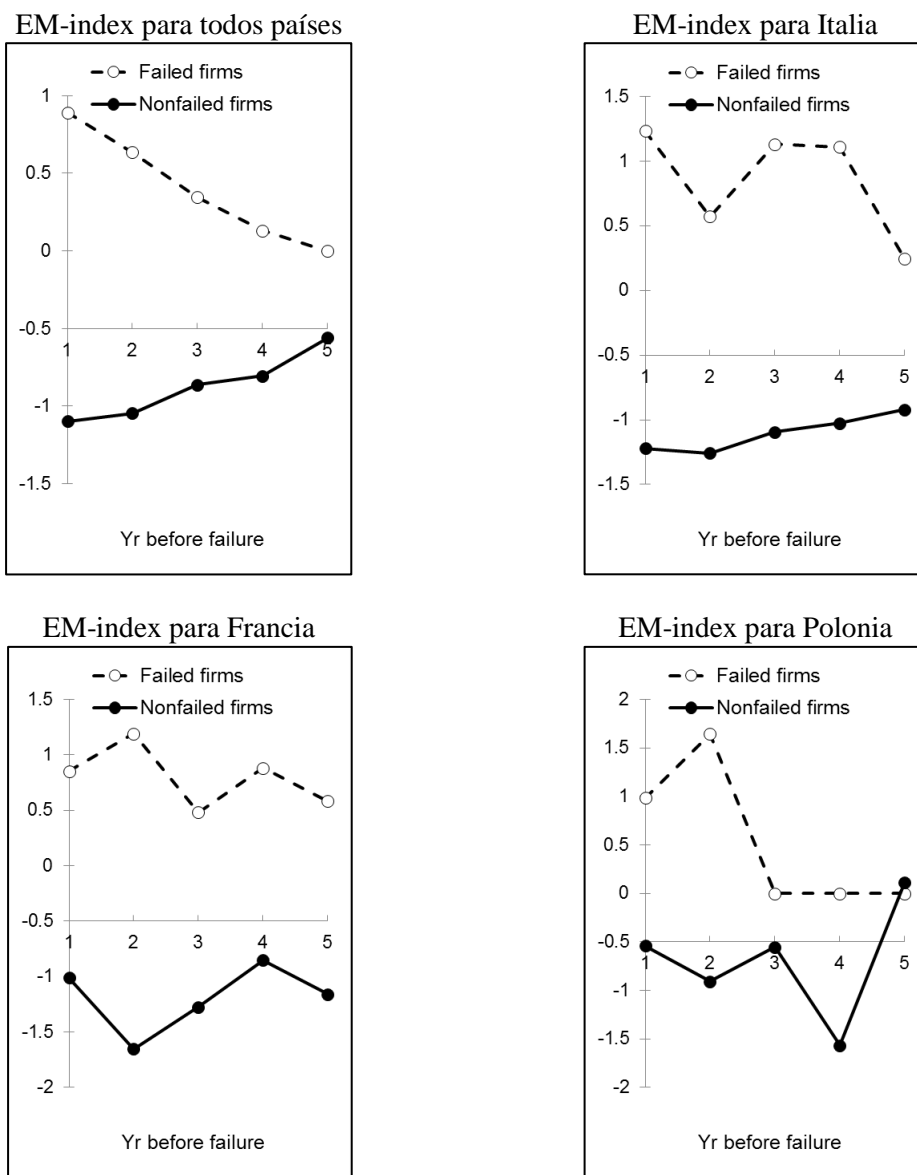 EM-index para todos países
Failed firms
Nonfailed firms
1
0.5
0
-0.5
-1
-1.5
1 2 3 4 5
Yr before failure
EM-index para Italia
Failed firms
Nonfailed firms
1.5
1
0.5
0
-0.5
-1
-1.5
1 2 3 4 5
Yr before failure
EM-index para Francia
Failed firms
Nonfailed firms
1.5
1
0.5
0
-0.5
-1
-1.5
-2
1 2 3 4 5
Yr before failure
EM-index para Polonia
Failed firms
Nonfailed firms
2
1.5
1
0.5
0
-0.5
-1
-1.5
-2
1 2 3 4 5
Yr before failure